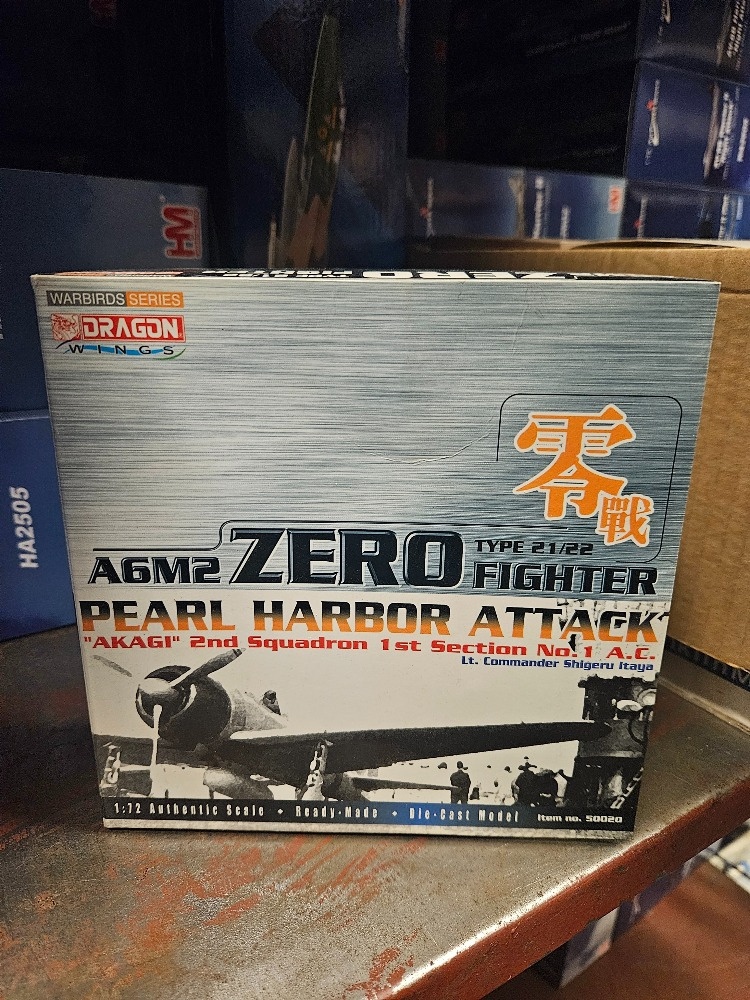 HM
HA2505
WARBIRDS SERIES
DRAGON
WINGS
零戰
A6M2 ZERO TYPE 21/22 FIGHTER
PEARL HARBOR ATTACK
"AKAGI" 2nd Squadron 1st Section No.1 A.C.
Lt. Commander Shigeru Itaya
1:72 Authentic Scale • Ready-Made • Die-Cast Model Item no. 50020